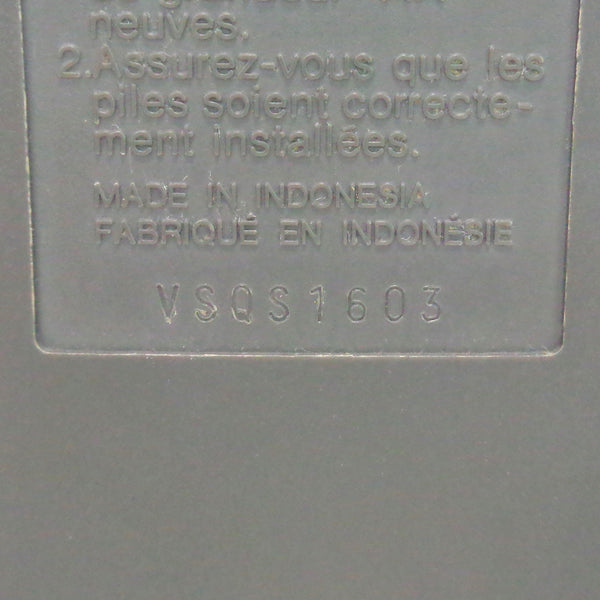 neuves.
2.Assurez-vous que les
piles soient correcte-
ment installées.
MADE IN INDONESIA
FABRIQUÉ EN INDONÉSIE
VSQS1603